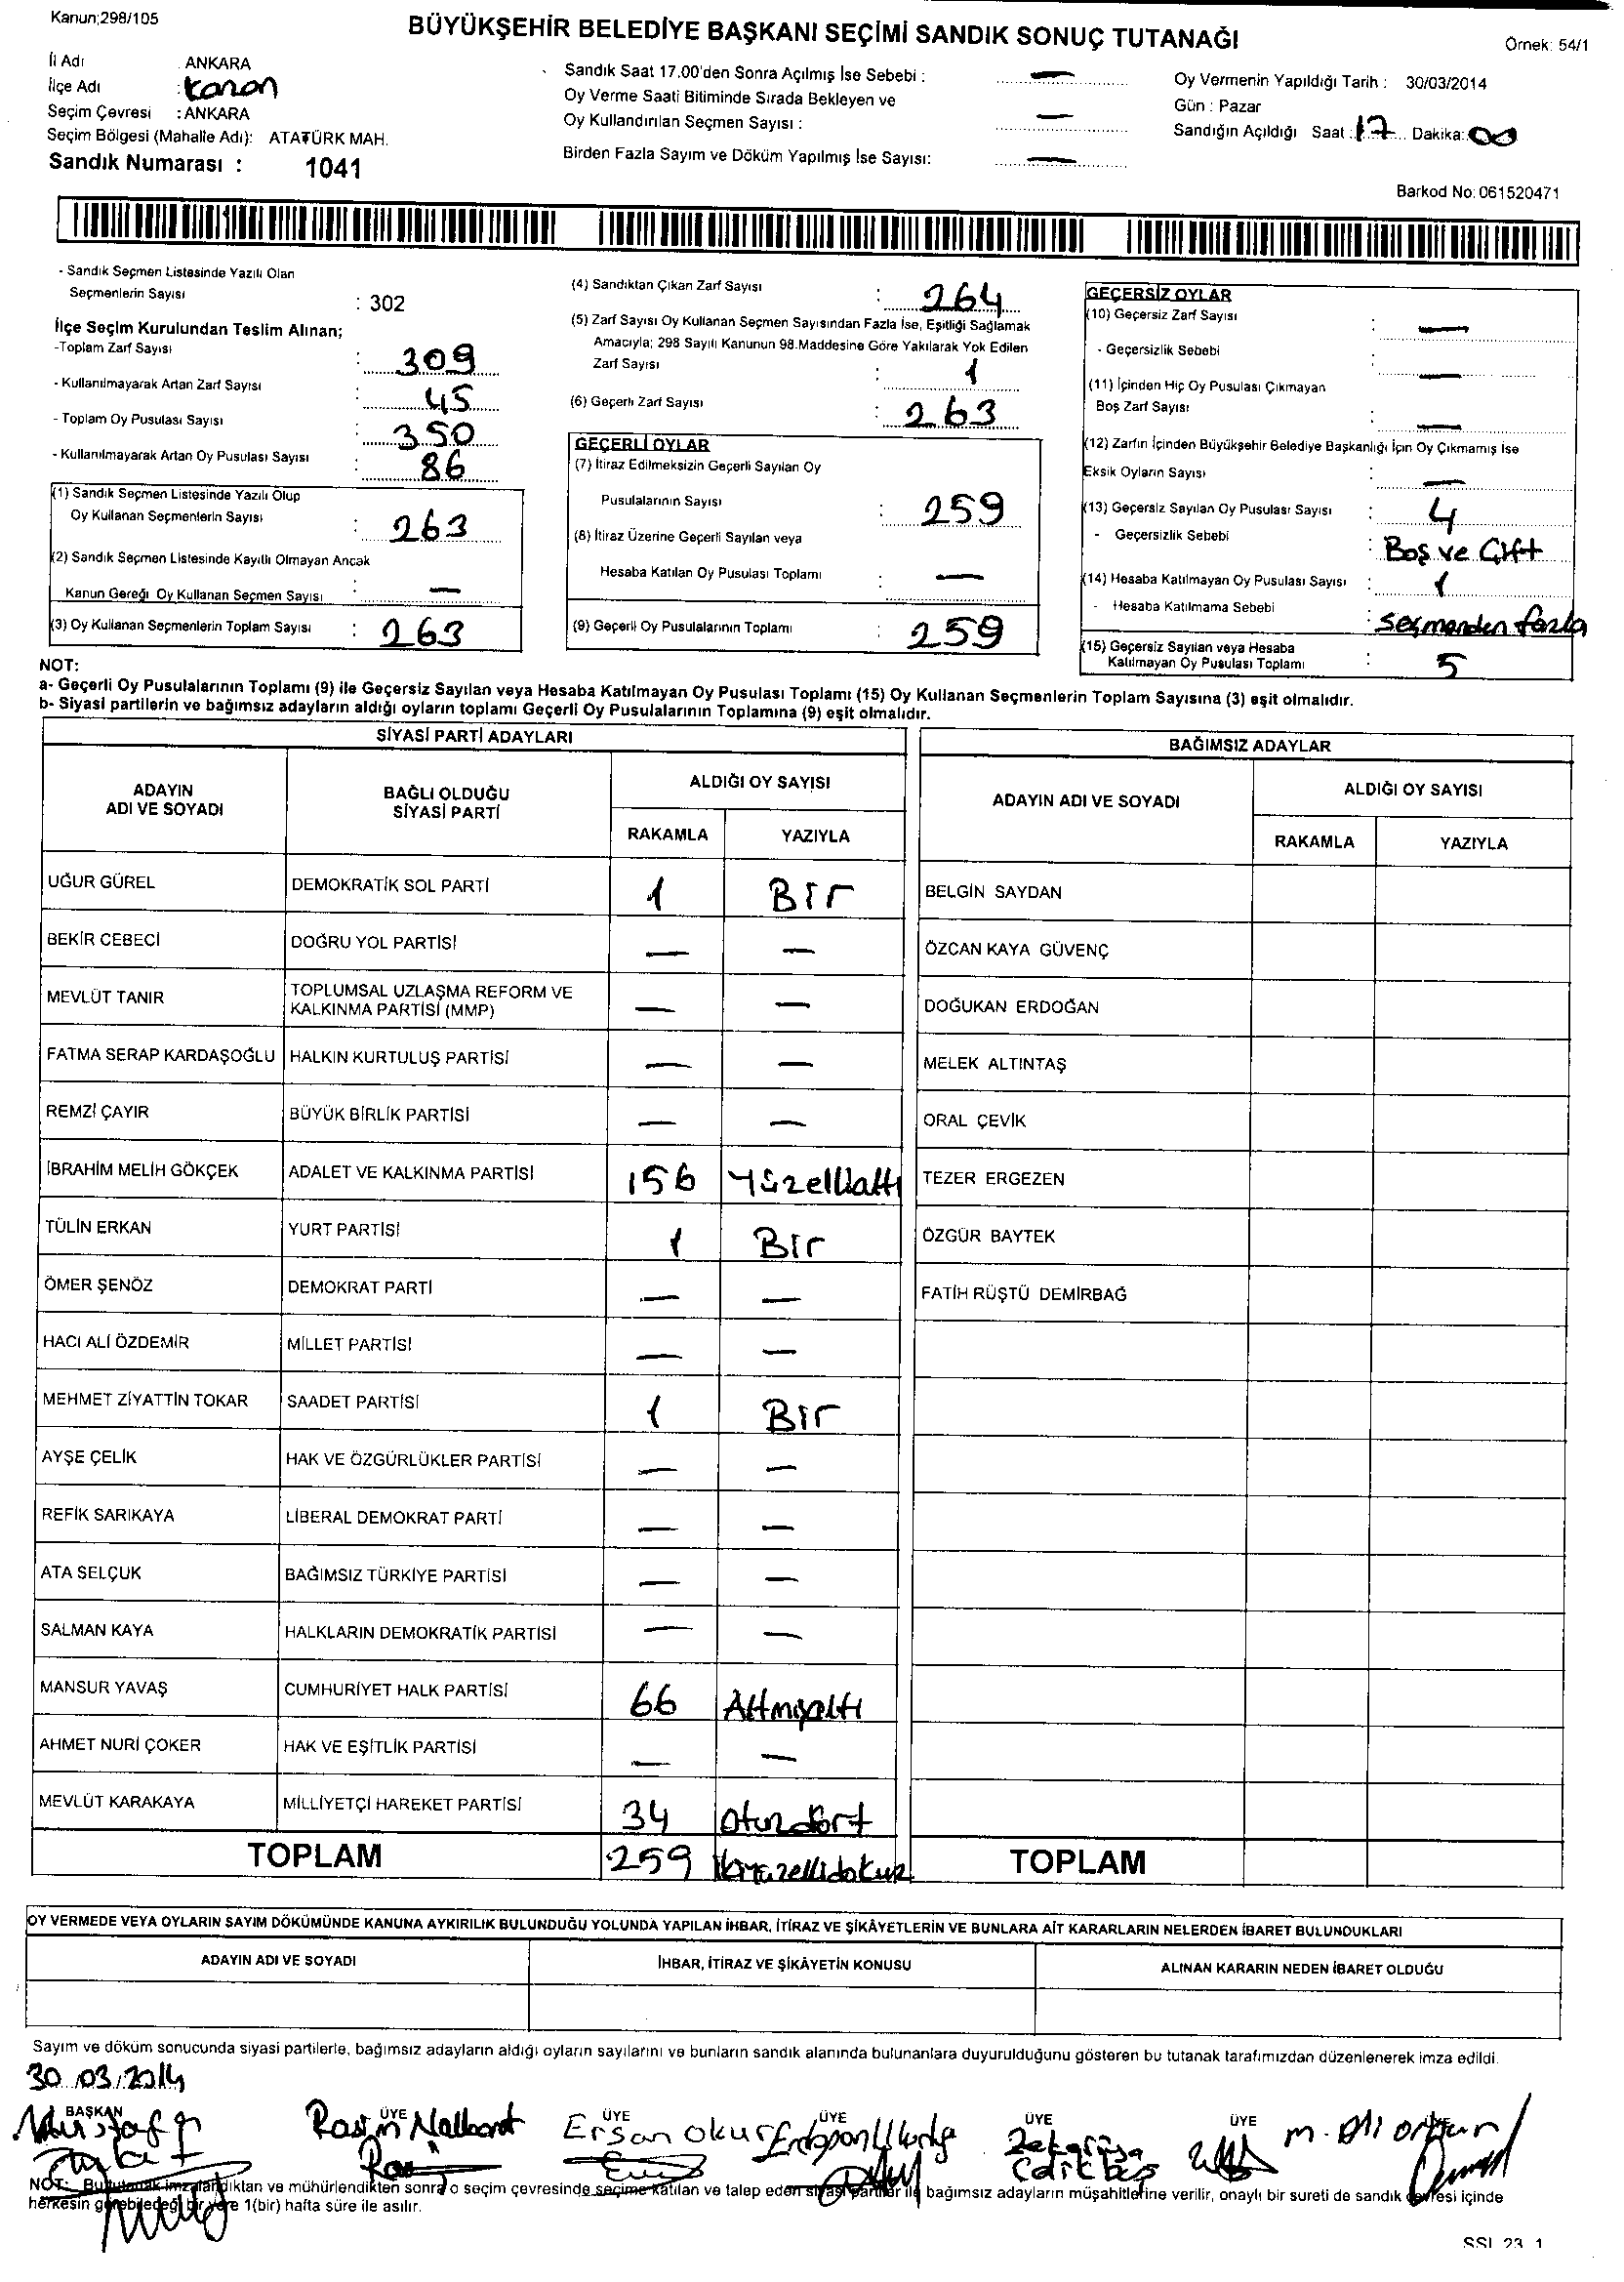 Kanun;298/105
BÜYÜKŞEHİR BELEDİYE BAŞKANI SEÇİMİ SANDIK SONUÇ TUTANAĞI
Örnek: 54/1
İl Adı : ANKARA
İlçe Adı : Kazan
Seçim Çevresi : ANKARA
Seçim Bölgesi (Mahalle Adı): ATATÜRK MAH.
Sandık Numarası : 1041
Sandık Saat 17.00'den Sonra Açılmış İse Sebebi : —
Oy Verme Saati Bitiminde Sırada Bekleyen ve
Oy Kullandırılan Seçmen Sayısı : —
Birden Fazla Sayım ve Döküm Yapılmış İse Sayısı: —
Oy Vermenin Yapıldığı Tarih : 30/03/2014
Gün : Pazar
Sandığın Açıldığı Saat : 17 Dakika: 00
Barkod No: 061520471
- Sandık Seçmen Listesinde Yazılı Olan
Seçmenlerin Sayısı : 302
İlçe Seçim Kurulundan Teslim Alınan;
-Toplam Zarf Sayısı : 309
- Kullanılmayarak Artan Zarf Sayısı : 45
- Toplam Oy Pusulası Sayısı : 350
- Kullanılmayarak Artan Oy Pusulası Sayısı : 86
(1) Sandık Seçmen Listesinde Yazılı Olup
Oy Kullanan Seçmenlerin Sayısı : 263
(2) Sandık Seçmen Listesinde Kayıtlı Olmayan Ancak
Kanun Gereği Oy Kullanan Seçmen Sayısı : —
(3) Oy Kullanan Seçmenlerin Toplam Sayısı : 263
(4) Sandıktan Çıkan Zarf Sayısı : 264
(5) Zarf Sayısı Oy Kullanan Seçmen Sayısından Fazla İse, Eşitliği Sağlamak
Amacıyla; 298 Sayılı Kanunun 98.Maddesine Göre Yakılarak Yok Edilen
Zarf Sayısı : 1
(6) Geçerli Zarf Sayısı : 263
GEÇERLİ OYLAR
(7) İtiraz Edilmeksizin Geçerli Sayılan Oy
Pusulalarının Sayısı : 259
(8) İtiraz Üzerine Geçerli Sayılan veya
Hesaba Katılan Oy Pusulası Toplamı : —
(9) Geçerli Oy Pusulalarının Toplamı : 259
GEÇERSİZ OYLAR
(10) Geçersiz Zarf Sayısı : —
- Geçersizlik Sebebi : —
(11) İçinden Hiç Oy Pusulası Çıkmayan
Boş Zarf Sayısı : —
(12) Zarfın İçinden Büyükşehir Belediye Başkanlığı İçin Oy Çıkmamış İse
Eksik Oyların Sayısı : —
(13) Geçersiz Sayılan Oy Pusulası Sayısı : 4
- Geçersizlik Sebebi : Boş ve Çift
(14) Hesaba Katılmayan Oy Pusulası Sayısı : 1
- Hesaba Katılmama Sebebi : seçmenden fazla
(15) Geçersiz Sayılan veya Hesaba
Katılmayan Oy Pusulası Toplamı : 5
NOT:
a- Geçerli Oy Pusulalarının Toplamı (9) ile Geçersiz Sayılan veya Hesaba Katılmayan Oy Pusulası Toplamı (15) Oy Kullanan Seçmenlerin Toplam Sayısına (3) eşit olmalıdır.
b- Siyasi partilerin ve bağımsız adayların aldığı oyların toplamı Geçerli Oy Pusulalarının Toplamına (9) eşit olmalıdır.
SİYASİ PARTİ ADAYLARI
ADAYIN ADI VE SOYADI BAĞLI OLDUĞU SİYASİ PARTİ ALDIĞI OY SAYISI
RAKAMLA YAZIYLA
UĞUR GÜREL DEMOKRATİK SOL PARTİ 1 Bir
BEKİR CEBECİ DOĞRU YOL PARTİSİ — —
MEVLÜT TANIR TOPLUMSAL UZLAŞMA REFORM VE KALKINMA PARTİSİ (MMP) — —
FATMA SERAP KARDAŞOĞLU HALKIN KURTULUŞ PARTİSİ — —
REMZİ ÇAYIR BÜYÜK BİRLİK PARTİSİ — —
İBRAHİM MELİH GÖKÇEK ADALET VE KALKINMA PARTİSİ 156 Yüzellialtı
TÜLİN ERKAN YURT PARTİSİ 1 Bir
ÖMER ŞENÖZ DEMOKRAT PARTİ — —
HACI ALİ ÖZDEMİR MİLLET PARTİSİ — —
MEHMET ZİYATTİN TOKAR SAADET PARTİSİ 1 Bir
AYŞE ÇELİK HAK VE ÖZGÜRLÜKLER PARTİSİ — —
REFİK SARIKAYA LİBERAL DEMOKRAT PARTİ — —
ATA SELÇUK BAĞIMSIZ TÜRKİYE PARTİSİ — —
SALMAN KAYA HALKLARIN DEMOKRATİK PARTİSİ — —
MANSUR YAVAŞ CUMHURİYET HALK PARTİSİ 66 Altmışaltı
AHMET NURİ ÇOKER HAK VE EŞİTLİK PARTİSİ — —
MEVLÜT KARAKAYA MİLLİYETÇİ HAREKET PARTİSİ 34 Otuzdört
TOPLAM 259 ikiyüzellidokuz
BAĞIMSIZ ADAYLAR
ADAYIN ADI VE SOYADI ALDIĞI OY SAYISI
RAKAMLA YAZIYLA
BELGİN SAYDAN
ÖZCAN KAYA GÜVENÇ
DOĞUKAN ERDOĞAN
MELEK ALTINTAŞ
ORAL ÇEVİK
TEZER ERGEZEN
ÖZGÜR BAYTEK
FATİH RÜŞTÜ DEMİRBAĞ
TOPLAM
OY VERMEDE VEYA OYLARIN SAYIM DÖKÜMÜNDE KANUNA AYKIRILIK BULUNDUĞU YOLUNDA YAPILAN İHBAR, İTİRAZ VE ŞİKÂYETLERİN VE BUNLARA AİT KARARLARIN NELERDEN İBARET BULUNDUKLARI
ADAYIN ADI VE SOYADI İHBAR, İTİRAZ VE ŞİKÂYETİN KONUSU ALINAN KARARIN NEDEN İBARET OLDUĞU
Sayım ve döküm sonucunda siyasi partilerle, bağımsız adayların aldığı oyların sayılarını ve bunların sandık alanında bulunanlara duyurulduğunu gösteren bu tutanak tarafımızdan düzenlenerek imza edildi.
30.03.2014
BAŞKAN ÜYE ÜYE ÜYE ÜYE ÜYE
Mustafa Rasim Nalbant Ersan Okur Zekeriya M. Ali
NOT: Bu tutanak imzalandıktan ve mühürlendikten sonra o seçim çevresinde seçime katılan ve talep eden siyasi partiler ile bağımsız adayların müşahitlerine verilir, onaylı bir sureti de sandık çevresi içinde
herkesin görebileceği bir yere 1(bir) hafta süre ile asılır.
SSL 23 1